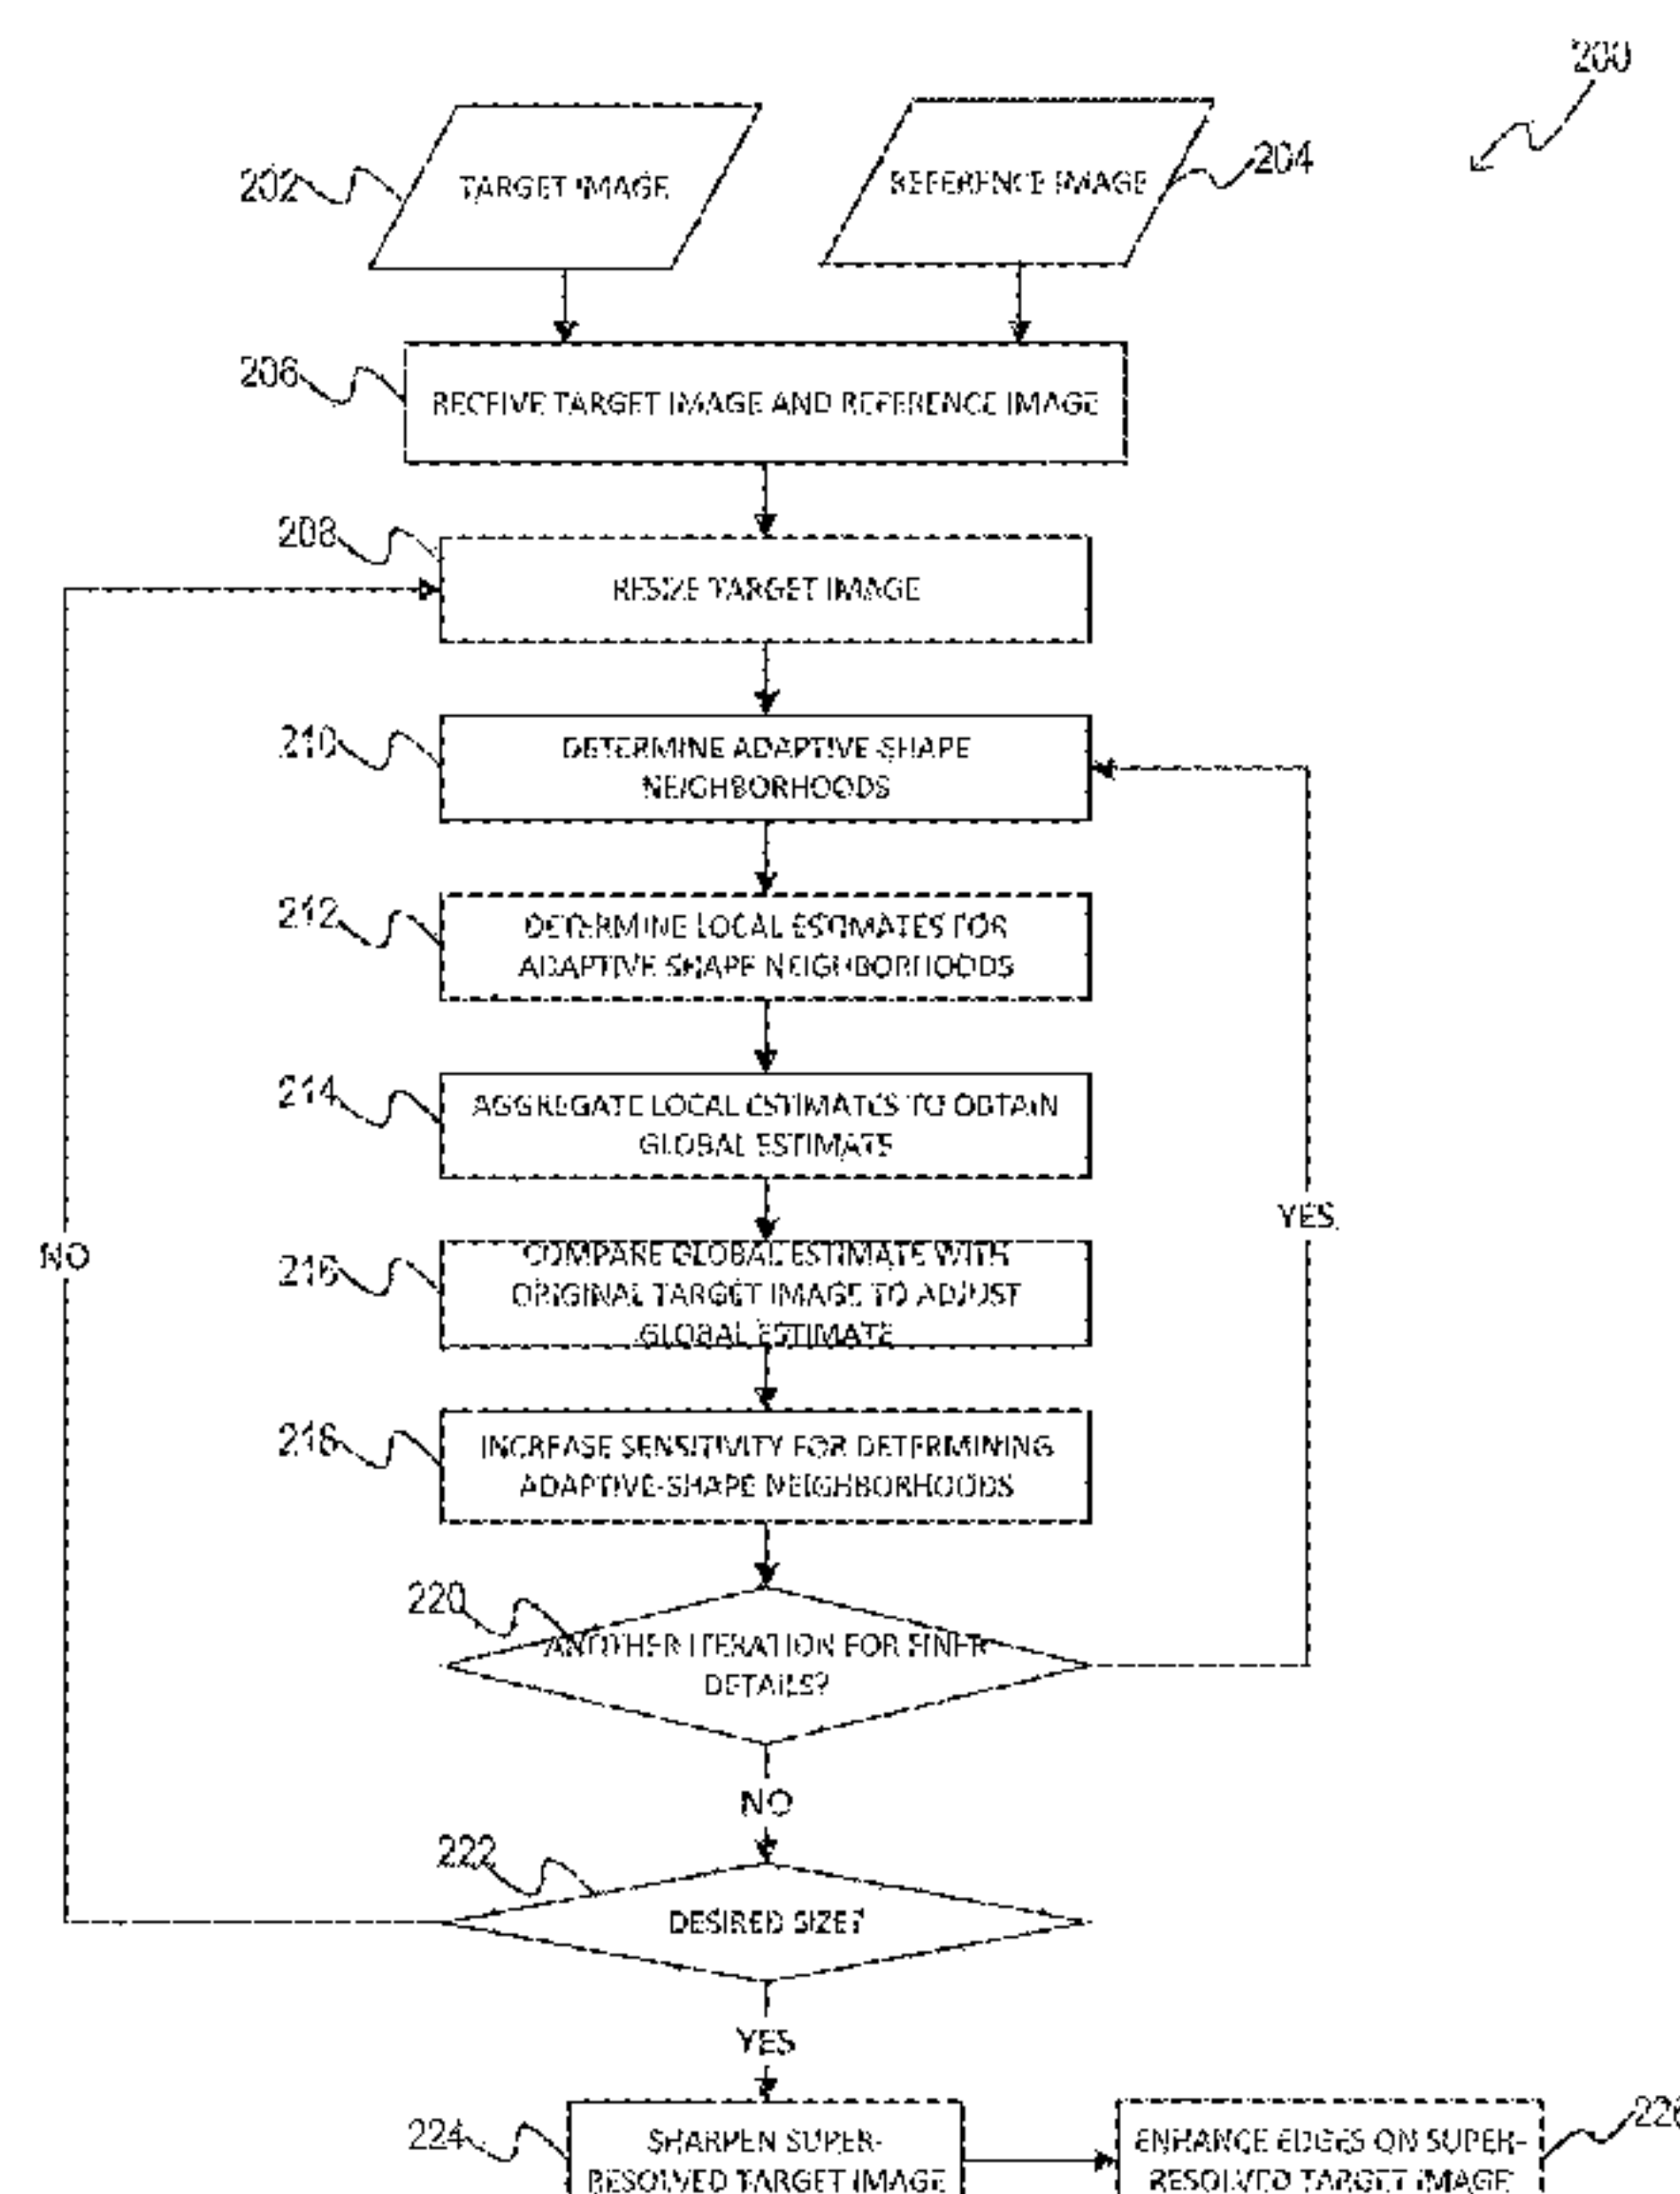 200
202
TARGET IMAGE
REFERENCE IMAGE
204
206
RECEIVE TARGET IMAGE AND REFERENCE IMAGE
208
RESIZE TARGET IMAGE
210
DETERMINE ADAPTIVE-SHAPE
NEIGHBORHOODS
212
DETERMINE LOCAL ESTIMATES FOR
ADAPTIVE SHAPE NEIGHBORHOODS
214
AGGREGATE LOCAL ESTIMATES TO OBTAIN
GLOBAL ESTIMATE
YES
NO
216
COMPARE GLOBAL ESTIMATE WITH
ORIGINAL TARGET IMAGE TO ADJUST
GLOBAL ESTIMATE
218
INCREASE SENSITIVITY FOR DETERMINING
ADAPTIVE-SHAPE NEIGHBORHOODS
220
ANOTHER ITERATION FOR FINER
DETAILS?
NO
222
DESIRED SIZE?
YES
224
SHARPEN SUPER-
RESOLVED TARGET IMAGE
ENHANCE EDGES ON SUPER-
RESOLVED TARGET IMAGE
226